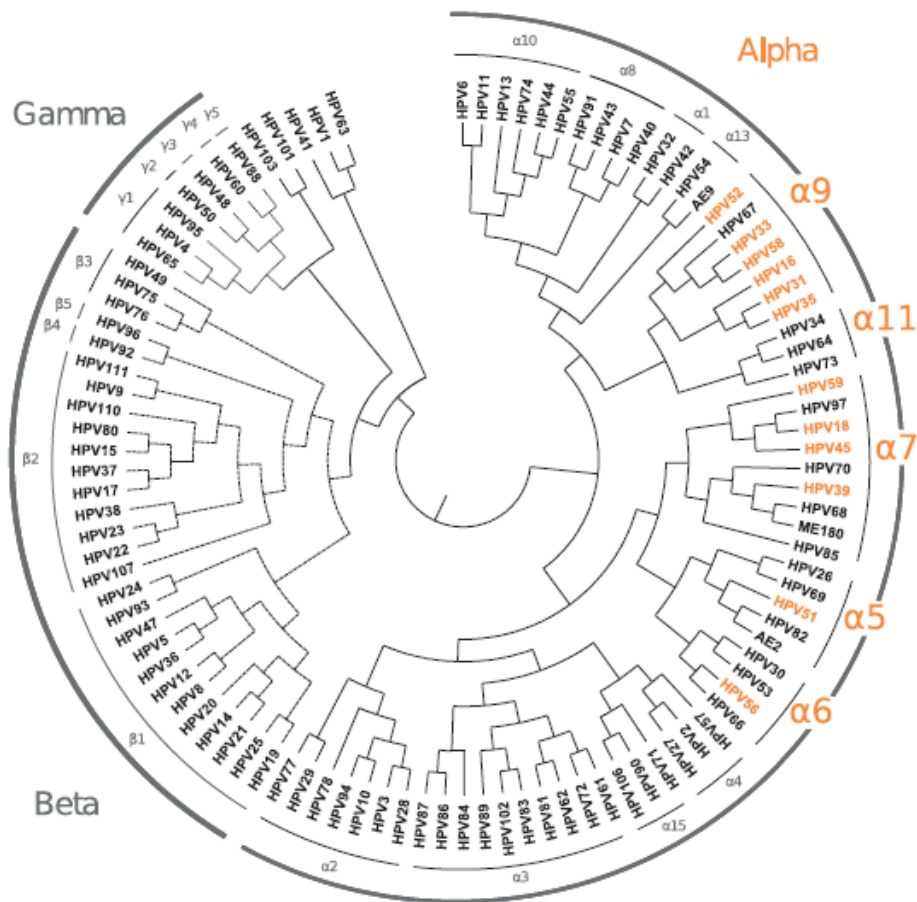 Alpha
Gamma
Beta
α10
α8
α1
α13
α9
α11
α7
α5
α6
α4
α15
α3
α2
β1
β2
β4
β5
β3
γ1
γ2
γ3
γ4
γ5
HPV6
HPV11
HPV13
HPV74
HPV44
HPV55
HPV91
HPV43
HPV7
HPV40
HPV32
HPV42
HPV54
AE9
HPV52
HPV67
HPV33
HPV58
HPV16
HPV31
HPV35
HPV34
HPV64
HPV73
HPV59
HPV97
HPV18
HPV45
HPV70
HPV39
HPV68
ME180
HPV85
HPV26
HPV69
HPV51
HPV82
AE2
HPV30
HPV53
HPV56
HPV66
HPV57
HPV2
HPV27
HPV71
HPV90
HPV106
HPV61
HPV72
HPV62
HPV81
HPV83
HPV102
HPV89
HPV84
HPV86
HPV87
HPV28
HPV3
HPV10
HPV94
HPV78
HPV29
HPV77
HPV19
HPV25
HPV21
HPV14
HPV20
HPV8
HPV12
HPV36
HPV5
HPV47
HPV93
HPV24
HPV107
HPV22
HPV23
HPV38
HPV17
HPV37
HPV15
HPV80
HPV110
HPV9
HPV111
HPV92
HPV96
HPV76
HPV75
HPV49
HPV65
HPV4
HPV95
HPV50
HPV48
HPV60
HPV88
HPV103
HPV101
HPV41
HPV1
HPV63